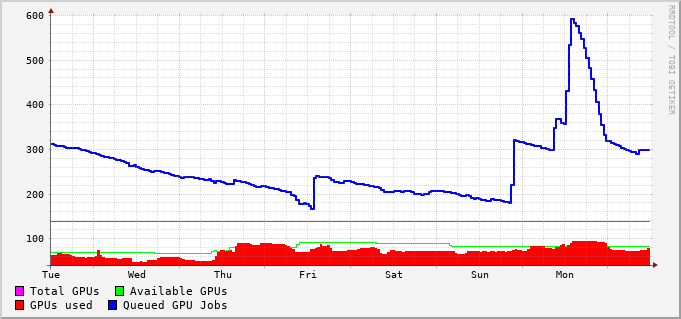 600
500
400
300
200
100
Tue Wed Thu Fri Sat Sun Mon
Total GPUs Available GPUs
GPUs used Queued GPU Jobs
RRDTOOL / TOBI OETIKER